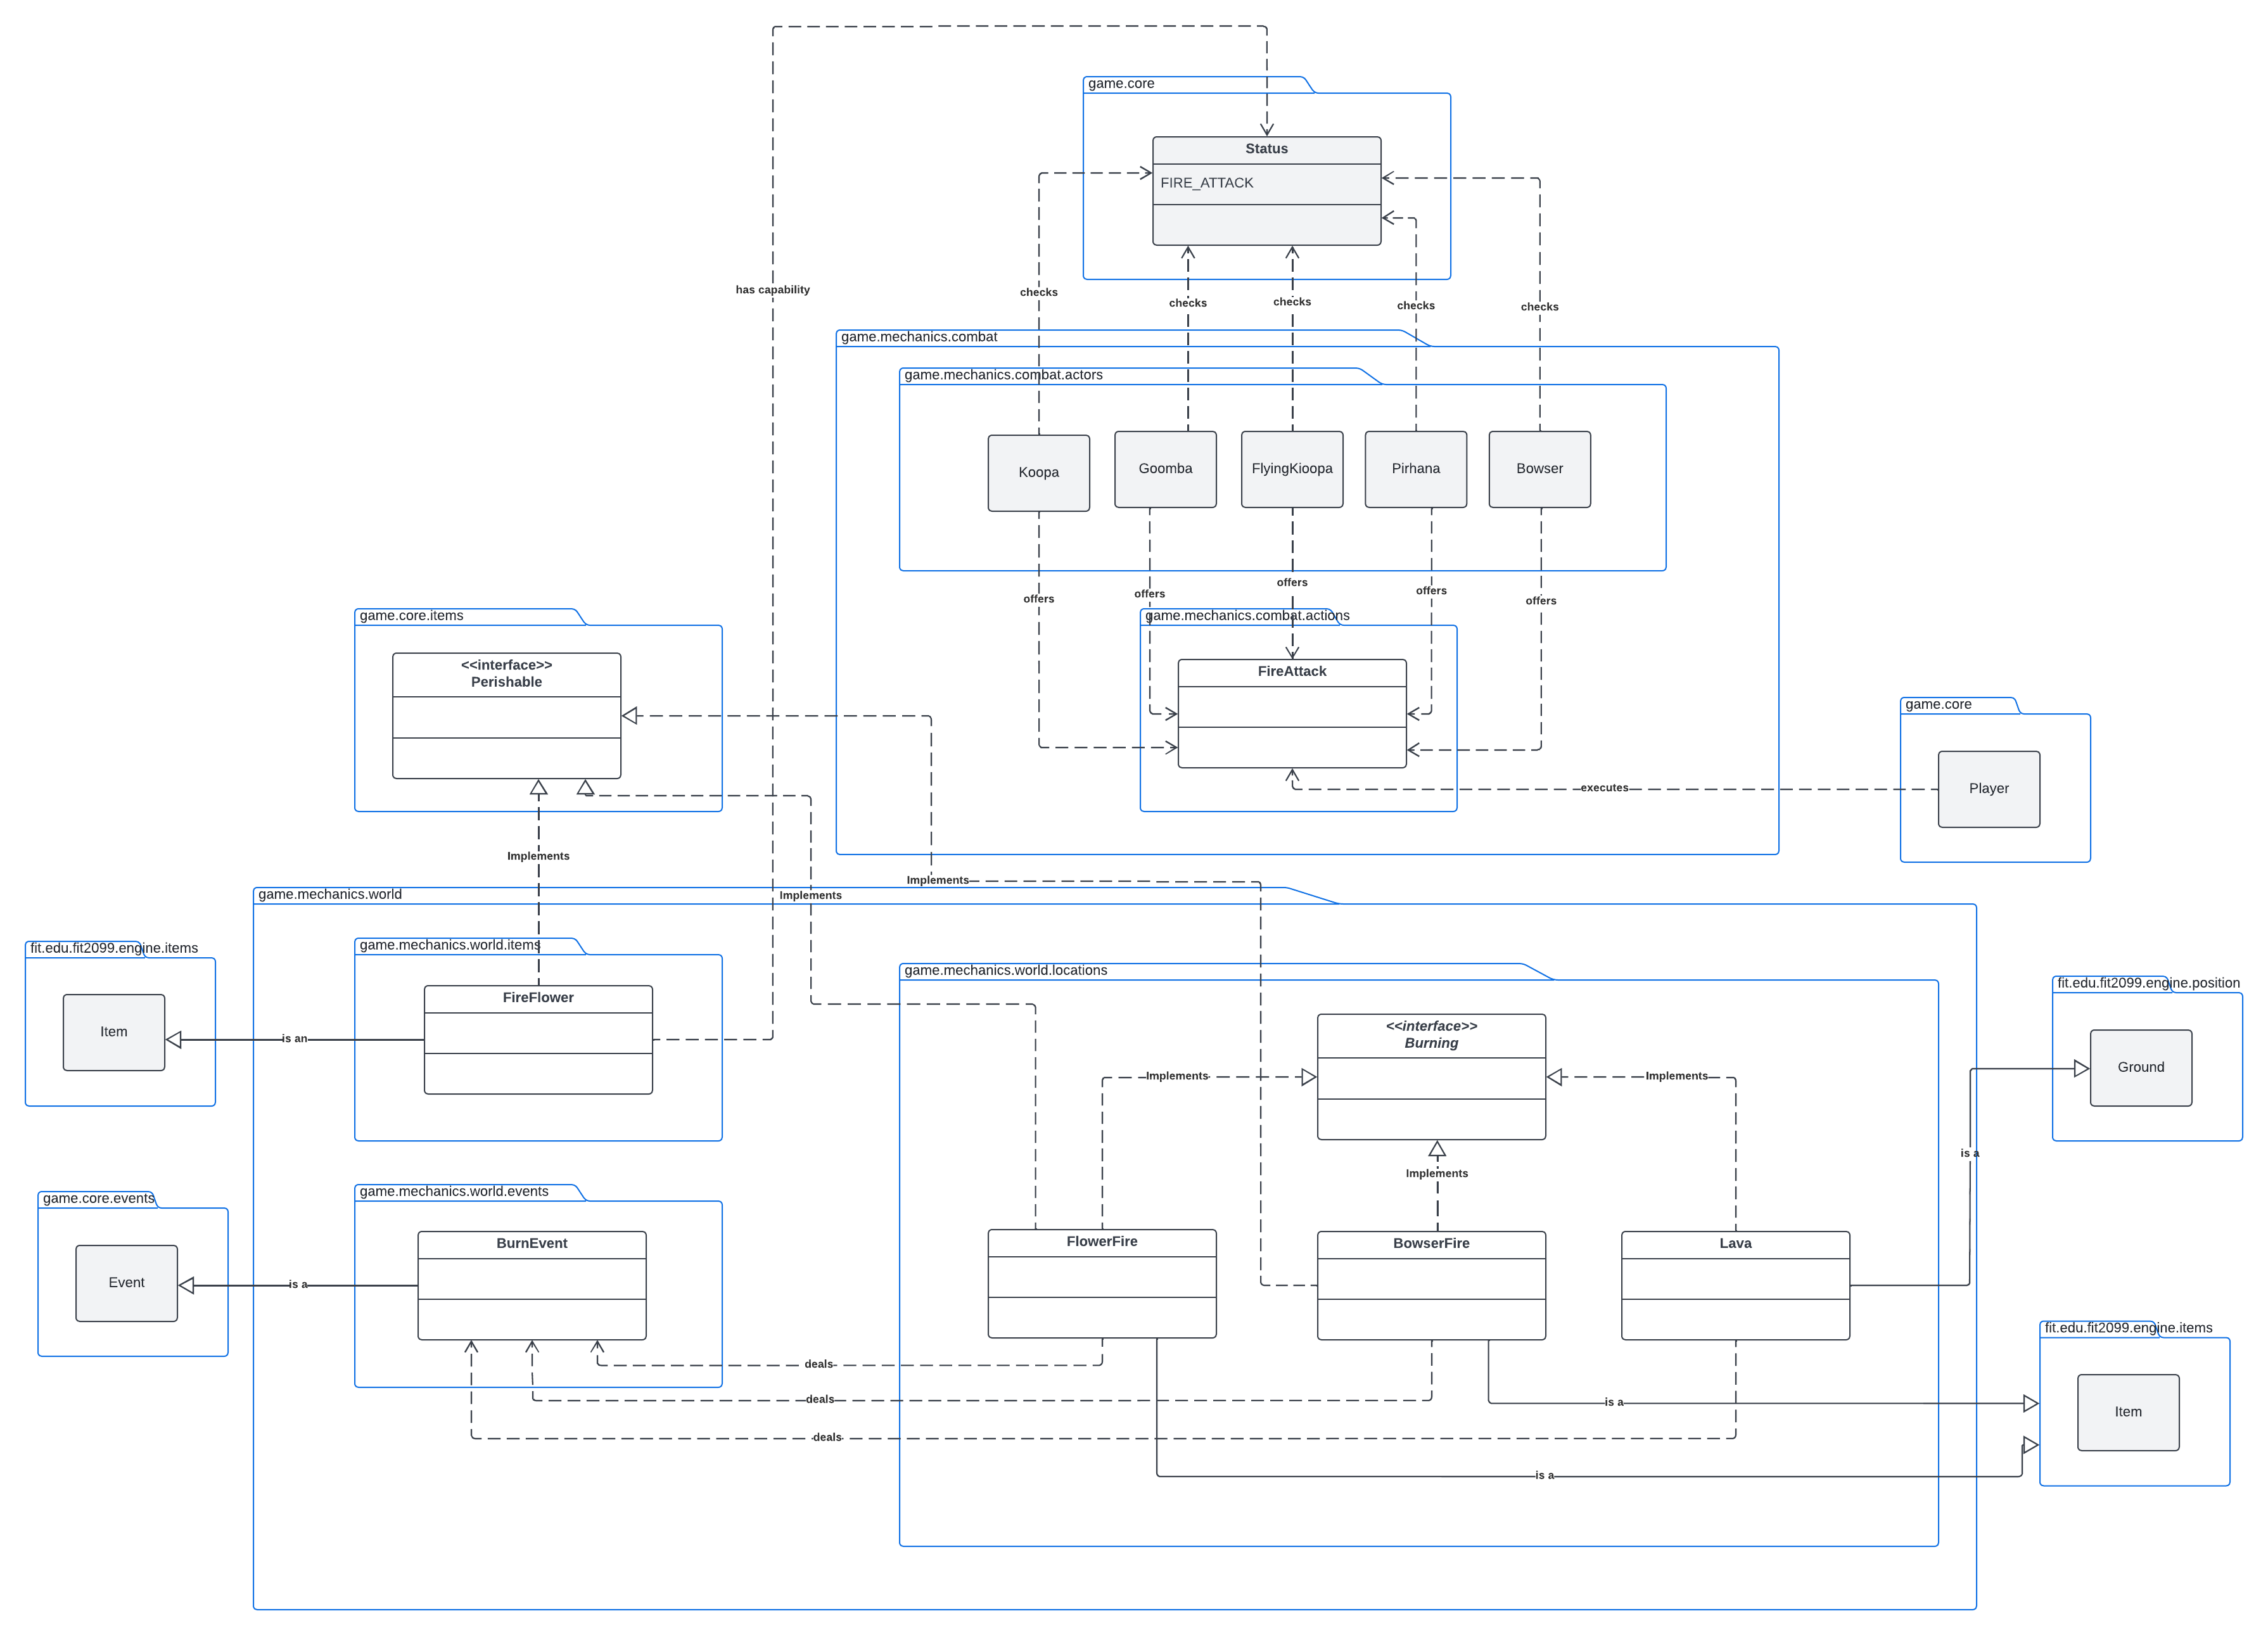 game.core
Status
FIRE_ATTACK
has capability
checks
checks
checks
checks
checks
game.mechanics.combat
game.mechanics.combat.actors
Koopa
Goomba
FlyingKioopa
Pirhana
Bowser
offers
offers
offers
offers
offers
game.core.items
<<interface>>
Perishable
game.mechanics.combat.actions
FireAttack
game.core
Player
executes
Implements
Implements
Implements
game.mechanics.world
fit.edu.fit2099.engine.items
Item
is an
game.mechanics.world.items
FireFlower
game.mechanics.world.locations
<<interface>>
Burning
Implements
Implements
Implements
fit.edu.fit2099.engine.position
Ground
is a
game.core.events
Event
is a
game.mechanics.world.events
BurnEvent
FlowerFire
BowserFire
Lava
deals
deals
deals
is a
is a
fit.edu.fit2099.engine.items
Item